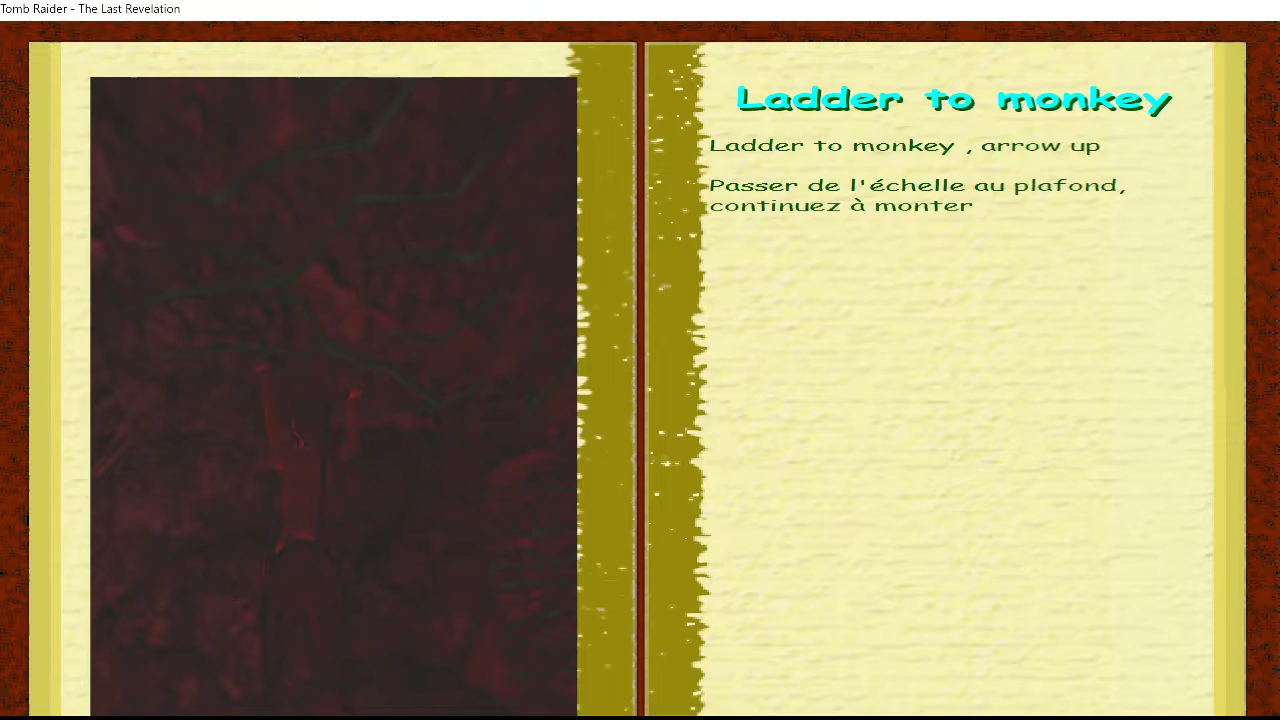 Tomb Raider - The Last Revelation
Ladder to monkey
Ladder to monkey , arrow up
Passer de l'échelle au plafond,
continuez à monter